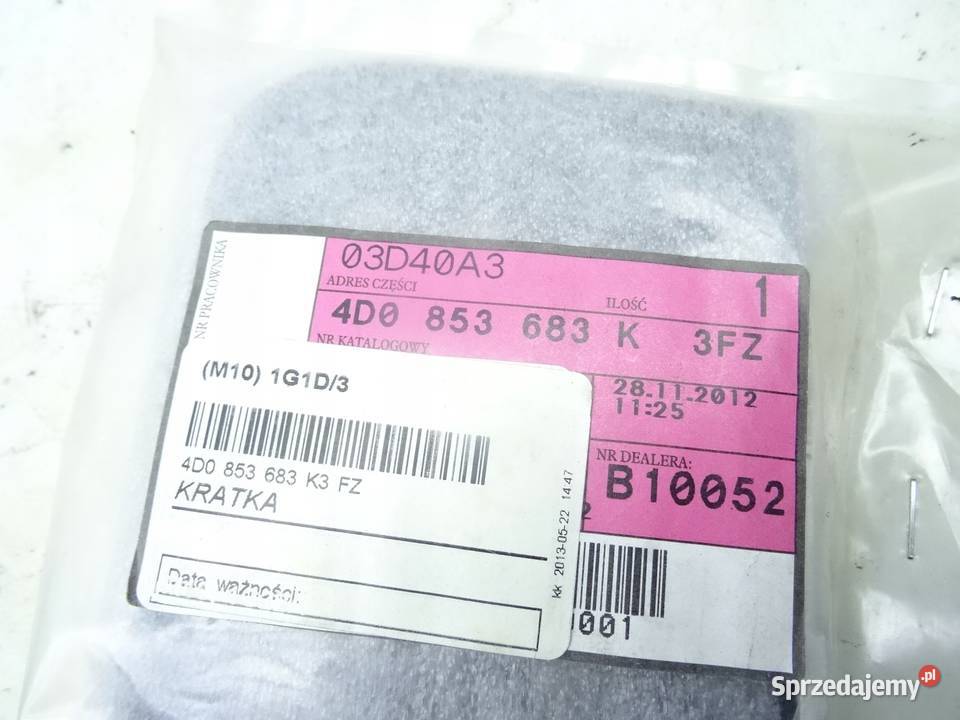 NR PRACOWNIKA
03D40A3
ADRES CZĘŚCI
ILOŚĆ
1
4D0 853 683 K 3FZ
NR KATALOGOWY
28.11.2012
11:25
NR DEALERA:
B10052
2
001
(M10) 1G1D/3
4D0 853 683 K3 FZ
KRATKA
Data ważności:
kk 2013-05-22 14:47
Sprzedajemy.pl